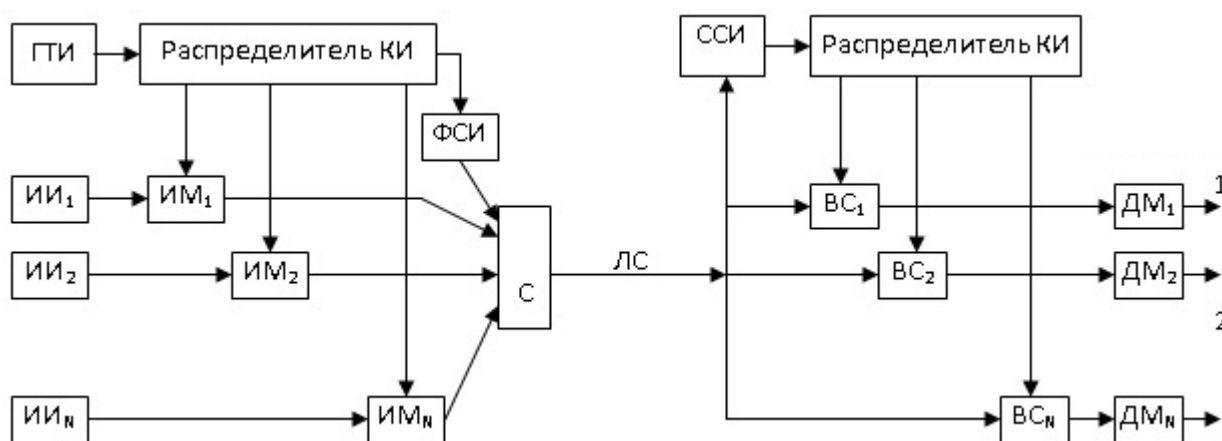 ГТИ
Распределитель КИ
ССИ
Распределитель КИ
ФСИ
ИИ₁
ИМ₁
ВС₁
ДМ₁
1
ИИ₂
ИМ₂
С
ЛС
ВС₂
ДМ₂
2
ИИN
ИМN
ВСN
ДМN